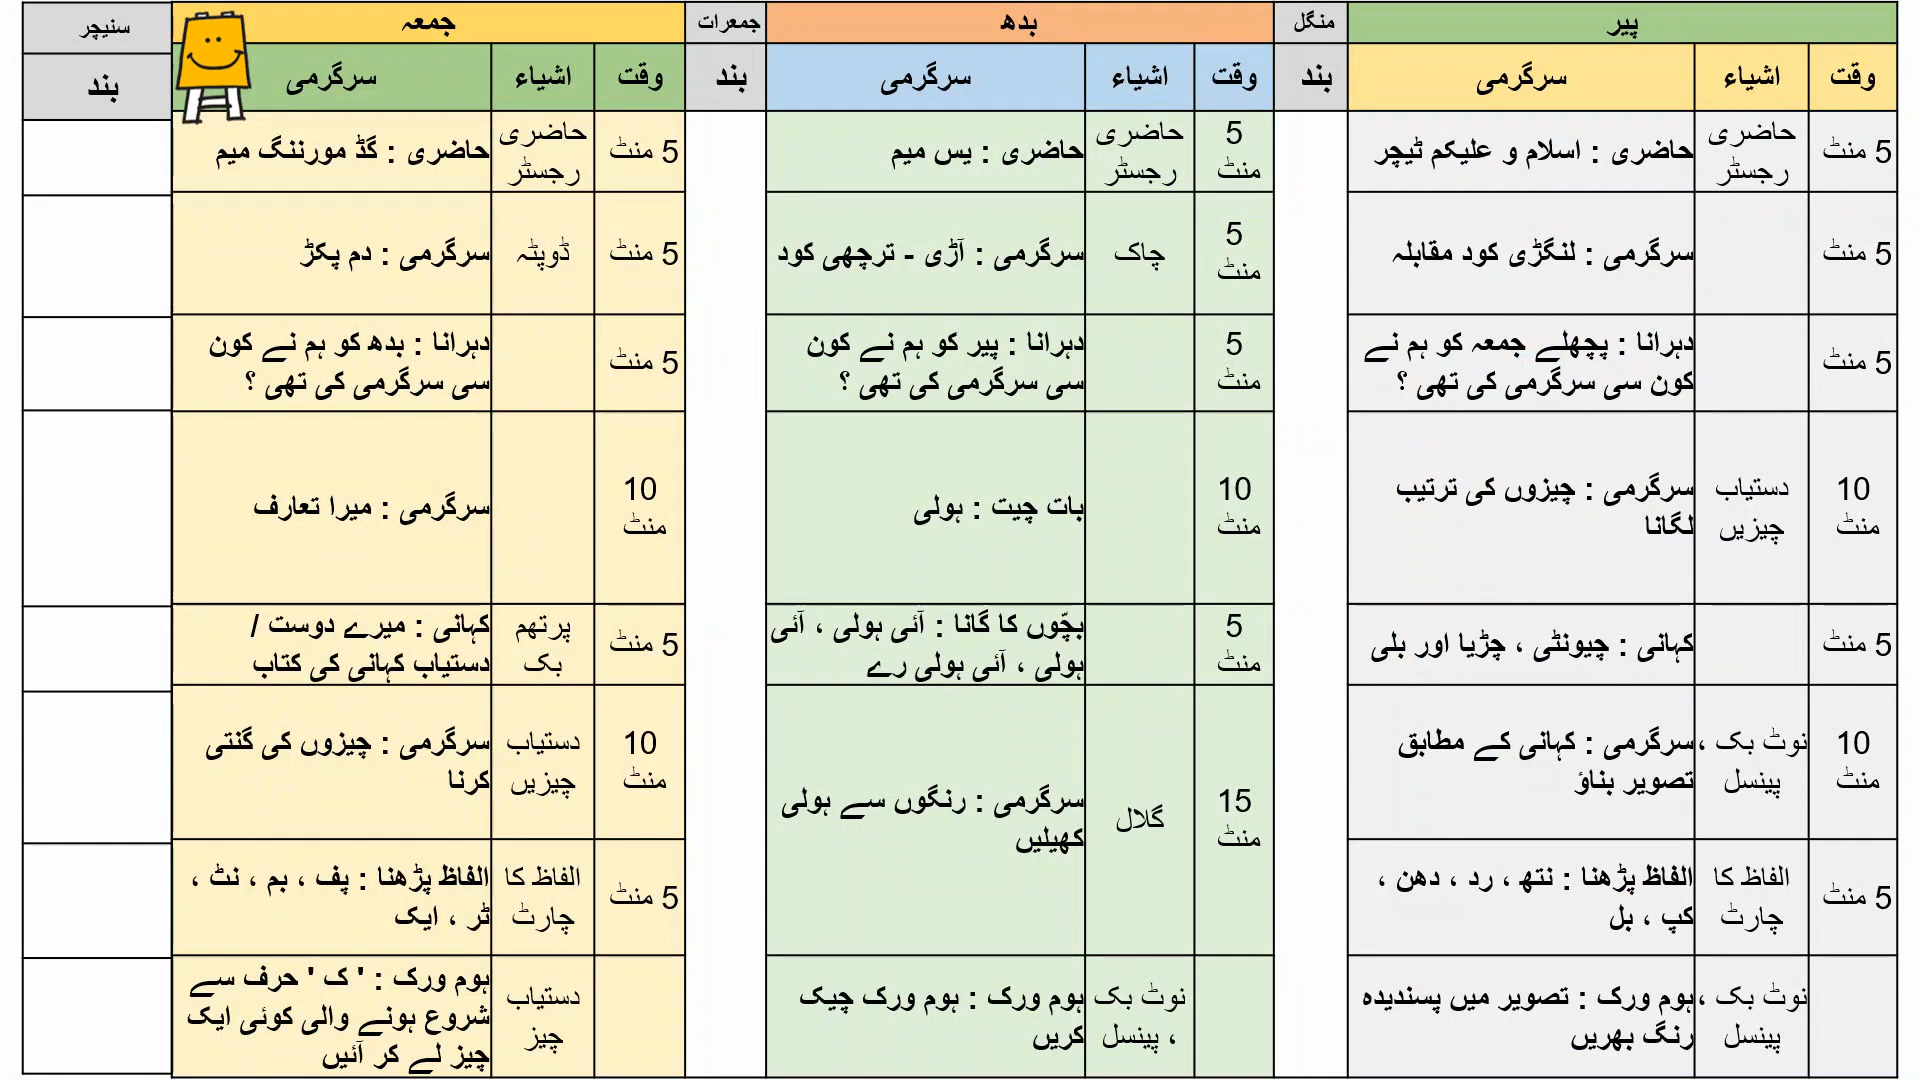 پیر
منگل
بدھ
جمعرات
جمعہ
سنیچر
وقت
اشیاء
سرگرمی
بند
وقت
اشیاء
سرگرمی
بند
وقت
اشیاء
سرگرمی
بند
5 منٹ
حاضری
رجسٹر
حاضری : اسلام و علیکم ٹیچر
5
منٹ
حاضری
رجسٹر
حاضری : یس میم
5 منٹ
حاضری
رجسٹر
حاضری : گڈ مورننگ میم
5 منٹ
سرگرمی : لنگڑی کود مقابلہ
5
منٹ
چاک
سرگرمی : آڑی - ترچھی کود
5 منٹ
ڈوپٹہ
سرگرمی : دم پکڑ
5 منٹ
دہرانا : پچھلے جمعہ کو ہم نے
کون سی سرگرمی کی تھی ؟
5
منٹ
دہرانا : پیر کو ہم نے کون
سی سرگرمی کی تھی ؟
5 منٹ
دہرانا : بدھ کو ہم نے کون
سی سرگرمی کی تھی ؟
10
منٹ
دستیاب
چیزیں
سرگرمی : چیزوں کی ترتیب
لگانا
10
منٹ
بات چیت : ہولی
10
منٹ
سرگرمی : میرا تعارف
5 منٹ
کہانی : چیونٹی ، چڑیا اور بلی
5
منٹ
بچّوں کا گانا : آئی ہولی ، آئی
ہولی ، آئی ہولی رے
5 منٹ
پرتھم
بک
کہانی : میرے دوست /
دستیاب کہانی کی کتاب
10
منٹ
نوٹ بک ،
پینسل
سرگرمی : کہانی کے مطابق
تصویر بناؤ
15
منٹ
گلال
سرگرمی : رنگوں سے ہولی
کھیلیں
10
منٹ
دستیاب
چیزیں
سرگرمی : چیزوں کی گنتی
کرنا
5 منٹ
الفاظ کا
چارٹ
الفاظ پڑھنا : نتھ ، رد ، دھن ،
کپ ، بل
5 منٹ
الفاظ کا
چارٹ
الفاظ پڑھنا : پف ، بم ، نٹ ،
ٹر ، ایک
نوٹ بک ،
پینسل
ہوم ورک : تصویر میں پسندیدہ
رنگ بھریں
نوٹ بک
، پینسل
ہوم ورک : ہوم ورک چیک
کریں
دستیاب
چیز
ہوم ورک : ' ک ' حرف سے
شروع ہونے والی کوئی ایک
چیز لے کر آئیں